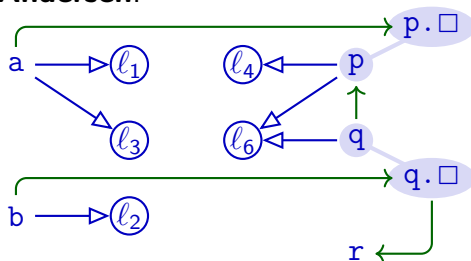 Andersen:
p.□
a ℓ₁ ℓ₄ p
ℓ₃ ℓ₆ q
q.□
b ℓ₂
r